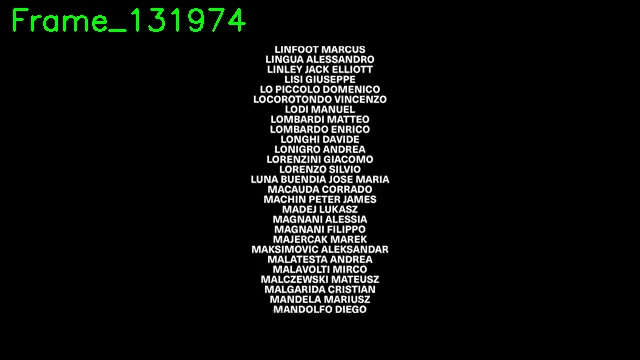 Frame_131974
LINFOOT MARCUS
LINGUA ALESSANDRO
LINLEY JACK ELLIOTT
LISI GIUSEPPE
LO PICCOLO DOMENICO
LOCOROTONDO VINCENZO
LODI MANUEL
LOMBARDI MATTEO
LOMBARDO ENRICO
LONGHI DAVIDE
LONIGRO ANDREA
LORENZINI GIACOMO
LORENZO SILVIO
LUNA BUENDIA JOSE MARIA
MACAUDA CORRADO
MACHIN PETER JAMES
MADEJ LUKASZ
MAGNANI ALESSIA
MAGNANI FILIPPO
MAJERCAK MAREK
MAKSIMOVIC ALEKSANDAR
MALATESTA ANDREA
MALAVOLTI MIRCO
MALCZEWSKI MATEUSZ
MALGARIDA CRISTIAN
MANDELA MARIUSZ
MANDOLFO DIEGO